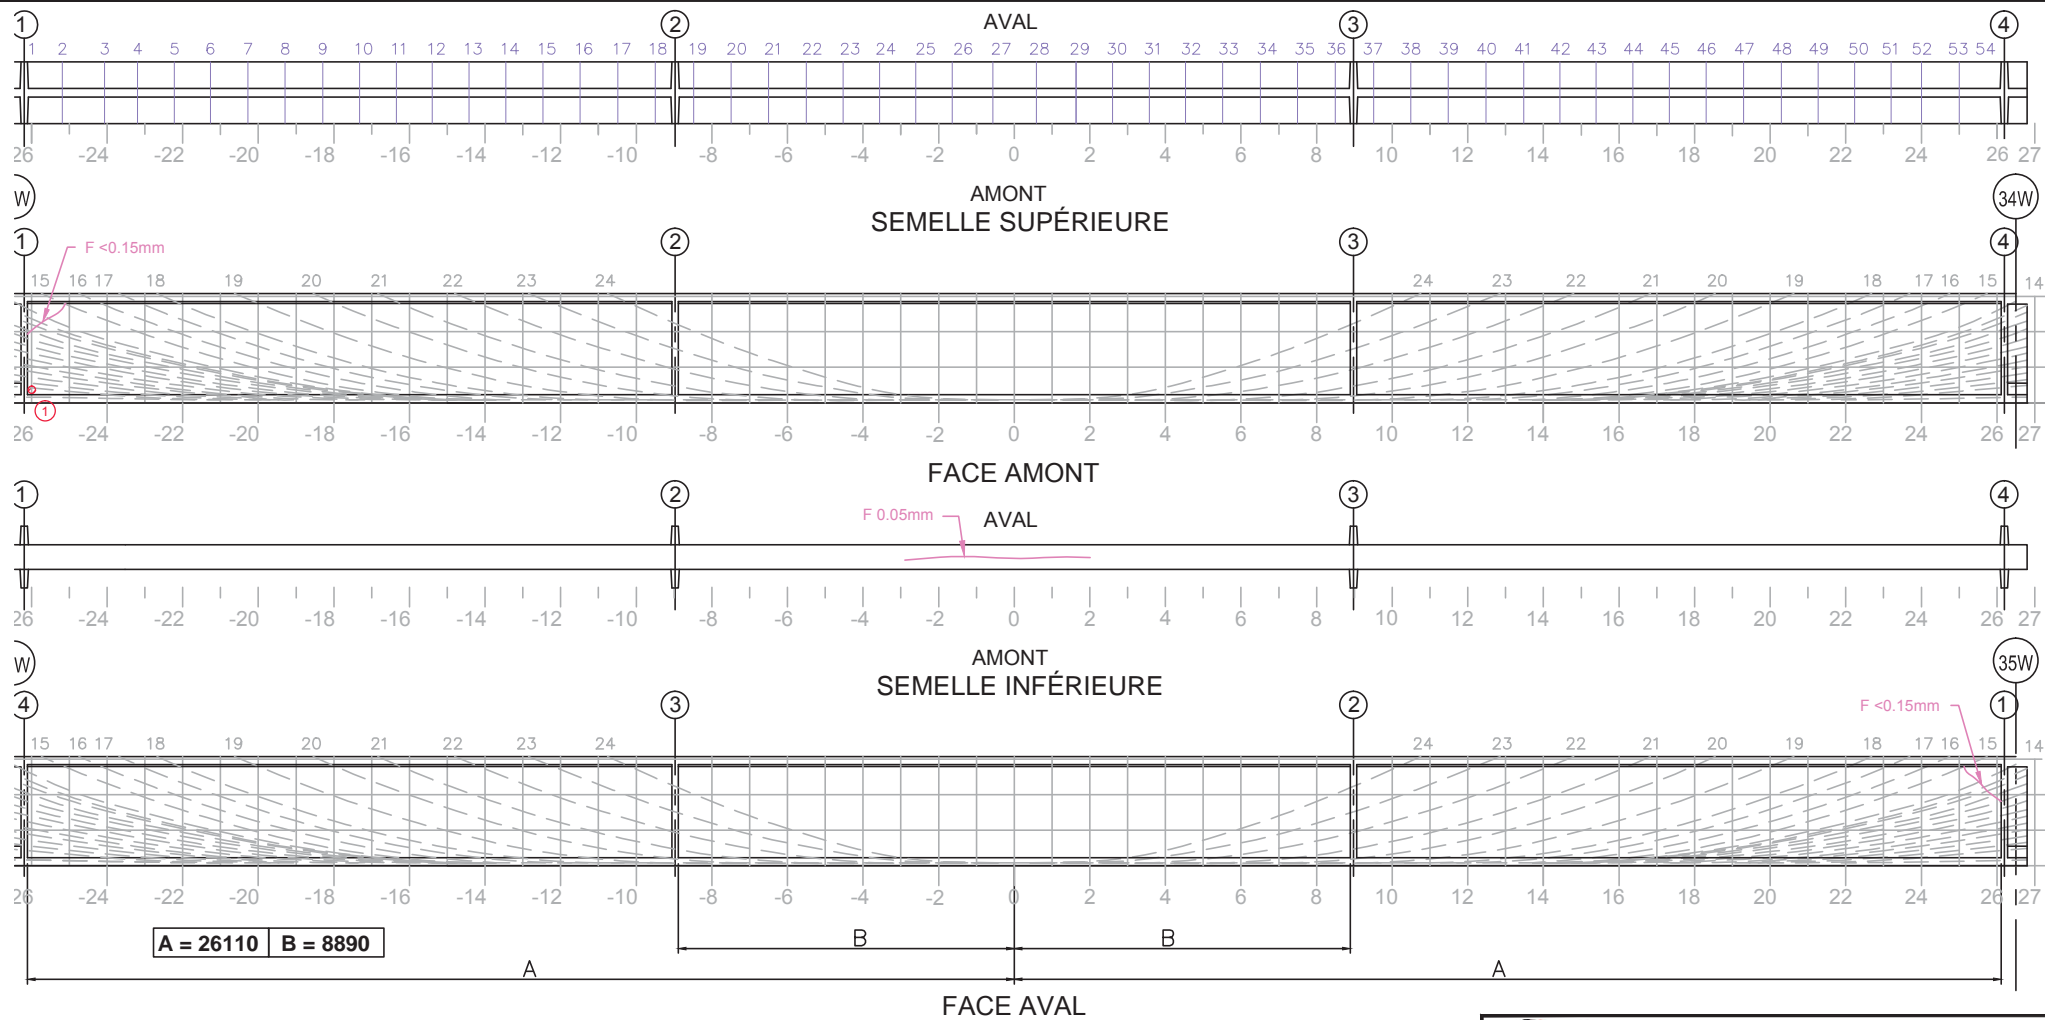 1 2 AVAL 3 4
1 2 3 4 5 6 7 8 9 10 11 12 13 14 15 16 17 18 19 20 21 22 23 24 25 26 27 28 29 30 31 32 33 34 35 36 37 38 39 40 41 42 43 44 45 46 47 48 49 50 51 52 53 54
26 -24 -22 -20 -18 -16 -14 -12 -10 -8 -6 -4 -2 0 2 4 6 8 10 12 14 16 18 20 22 24 26 27
W AMONT 34W
SEMELLE SUPÉRIEURE
1 2 3 4
F <0.15mm
15 16 17 18 19 20 21 22 23 24 24 23 22 21 20 19 18 17 16 15 14
1
26 -24 -22 -20 -18 -16 -14 -12 -10 -8 -6 -4 -2 0 2 4 6 8 10 12 14 16 18 20 22 24 26 27
FACE AMONT
1 2 3 4
F 0.05mm AVAL
26 -24 -22 -20 -18 -16 -14 -12 -10 -8 -6 -4 -2 0 2 4 6 8 10 12 14 16 18 20 22 24 26 27
W AMONT 35W
SEMELLE INFÉRIEURE
4 3 2 1
F <0.15mm
15 16 17 18 19 20 21 22 23 24 24 23 22 21 20 19 18 17 16 15 14
26 -24 -22 -20 -18 -16 -14 -12 -10 -8 -6 -4 -2 0 2 4 6 8 10 12 14 16 18 20 22 24 26 27
A = 26110 B = 8890
B B
A A
FACE AVAL